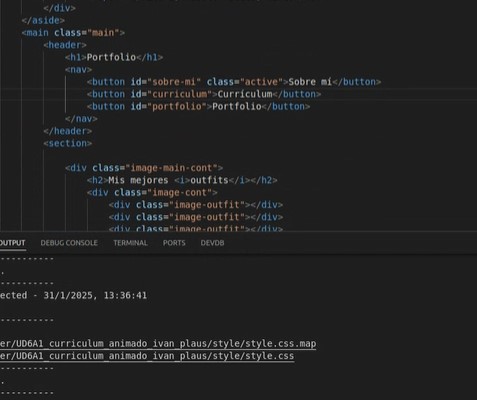 </div>
</aside>
<main class="main">
<header>
<h1>Portfolio</h1>
<nav>
<button id="sobre-mi" class="active">Sobre mí</button>
<button id="curriculum">Currículum</button>
<button id="portfolio">Portfolio</button>
</nav>
</header>
<section>
<div class="image-main-cont">
<h2>Mis mejores <i>outfits</i></h2>
<div class="image-cont">
<div class="image-outfit"></div>
<div class="image-outfit"></div>
<div class="image-outfit"></div>
OUTPUT DEBUG CONSOLE TERMINAL PORTS DEVDB
----------
.
----------
ected - 31/1/2025, 13:36:41
----------
er/UD6A1_curriculum_animado_ivan_plaus/style/style.css.map
er/UD6A1_curriculum_animado_ivan_plaus/style/style.css
----------
.
----------